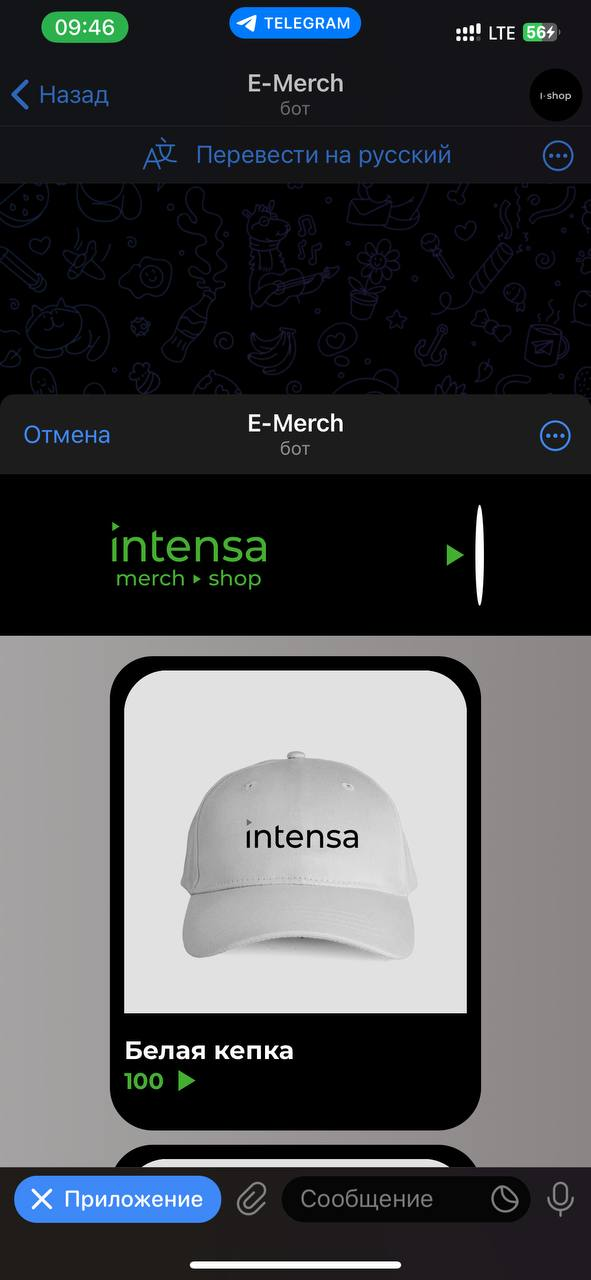 09:46
TELEGRAM
LTE 56
Назад
E-Merch
бот
I·shop
Перевести на русский
Отмена
E-Merch
бот
intensa
merch ▸ shop
intensa
Белая кепка
100
Приложение
Сообщение